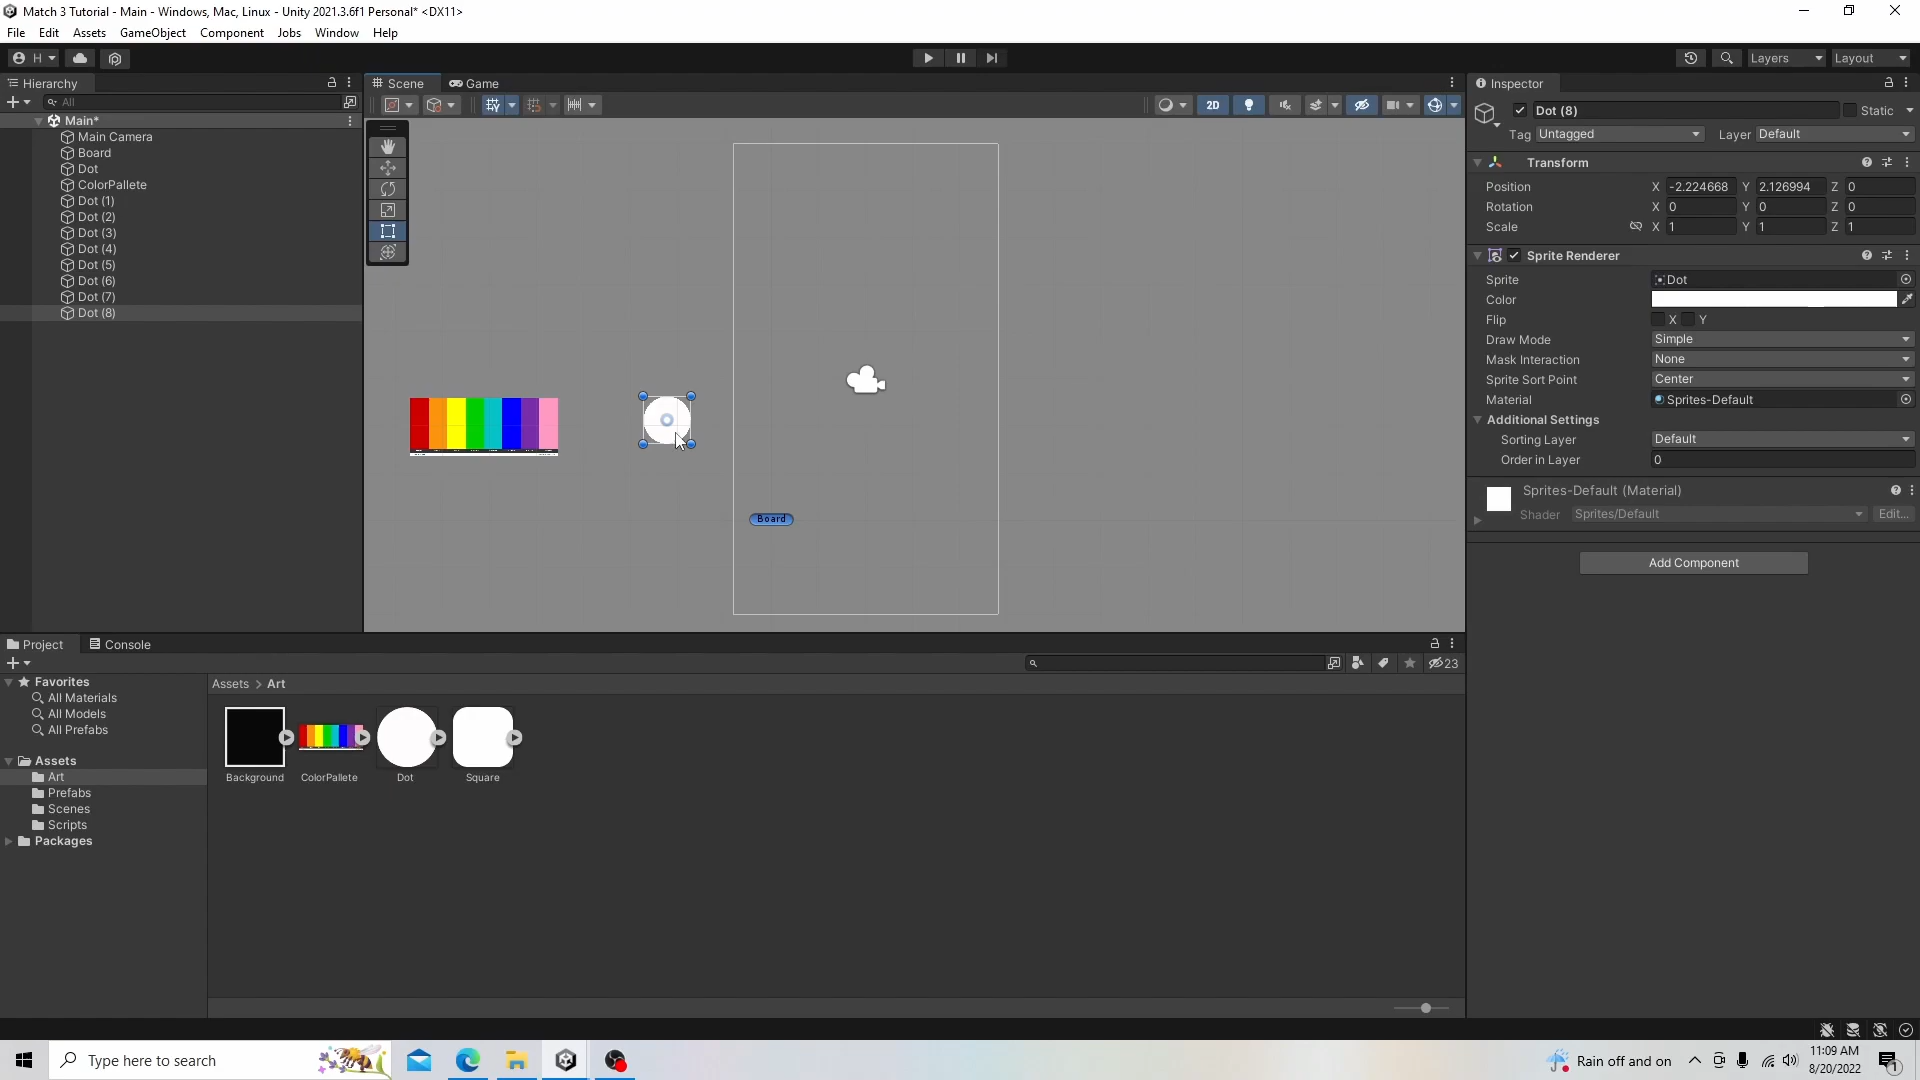 Match 3 Tutorial - Main - Windows, Mac, Linux - Unity 2021.3.6f1 Personal* <DX11>
File Edit Assets GameObject Component Jobs Window Help
H Layers Layout
Hierarchy
All
Main*
Main Camera
Board
Dot
ColorPallete
Dot (1)
Dot (2)
Dot (3)
Dot (4)
Dot (5)
Dot (6)
Dot (7)
Dot (8)
Scene Game
2D
Board
Inspector
Dot (8) Static
Tag Untagged Layer Default
Transform
Position X -2.224668 Y 2.126994 Z 0
Rotation X 0 Y 0 Z 0
Scale X 1 Y 1 Z 1
Sprite Renderer
Sprite Dot
Color
Flip X Y
Draw Mode Simple
Mask Interaction None
Sprite Sort Point Center
Material Sprites-Default
Additional Settings
Sorting Layer Default
Order in Layer 0
Sprites-Default (Material)
Shader Sprites/Default Edit...
Add Component
Project Console
23
Favorites
All Materials
All Models
All Prefabs
Assets
Art
Prefabs
Scenes
Scripts
Packages
Assets > Art
Background ColorPallete Dot Square
Type here to search
Rain off and on
11:09 AM
8/20/2022
1